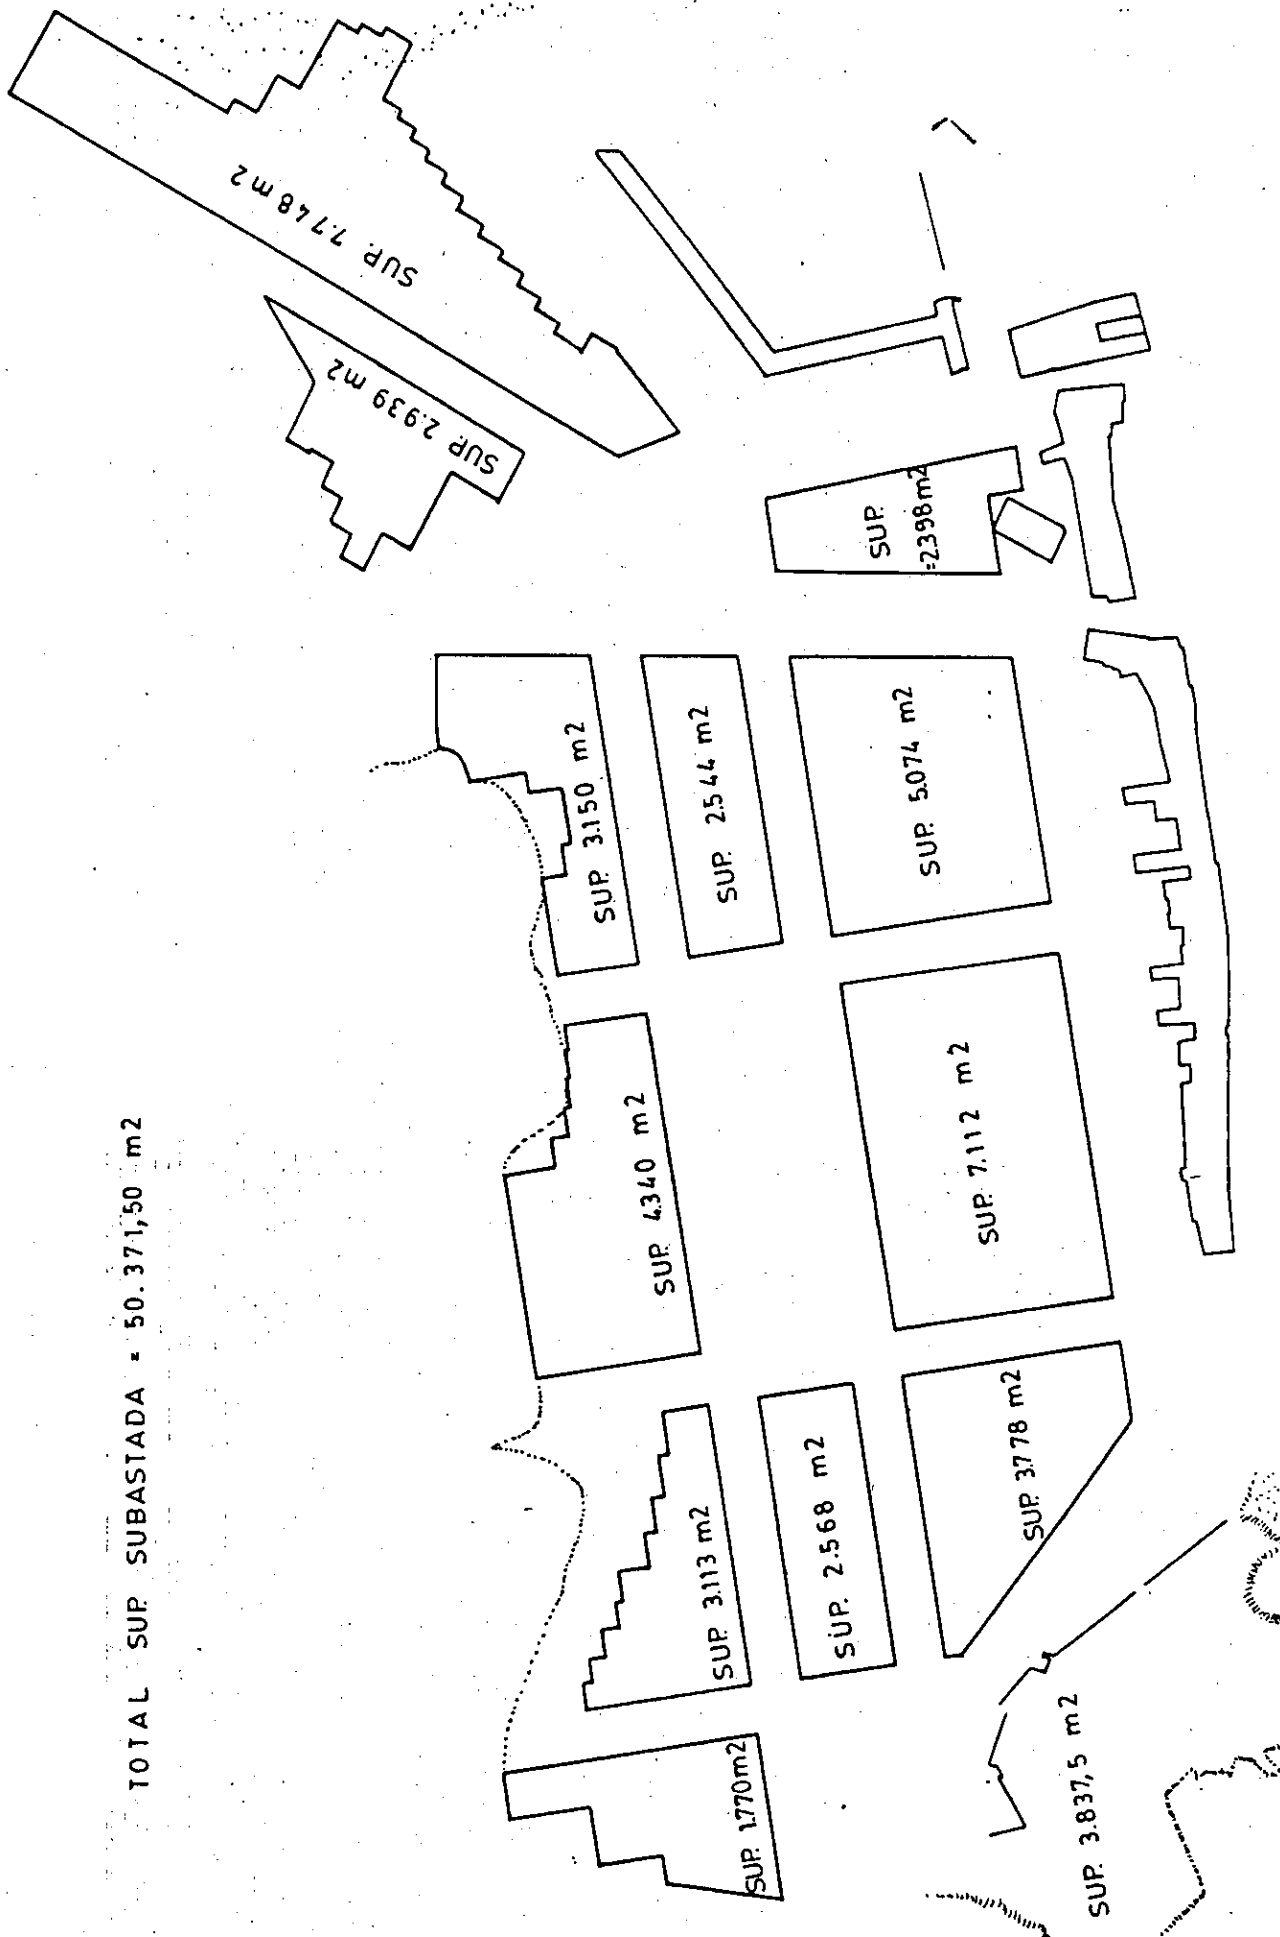 TOTAL SUP. SUBASTADA = 50.371,50 m2
SUP. 7.748 m2
SUP. 2.939 m2
SUP.
=2398m2
SUP. 3.150 m2
SUP. 2.544 m2
SUP. 5.074 m2
SUP. 4.340 m2
SUP. 7.112 m2
SUP. 3.113 m2
SUP. 2.568 m2
SUP. 3.778 m2
SUP. 1.770m2
SUP. 3.837,5 m2